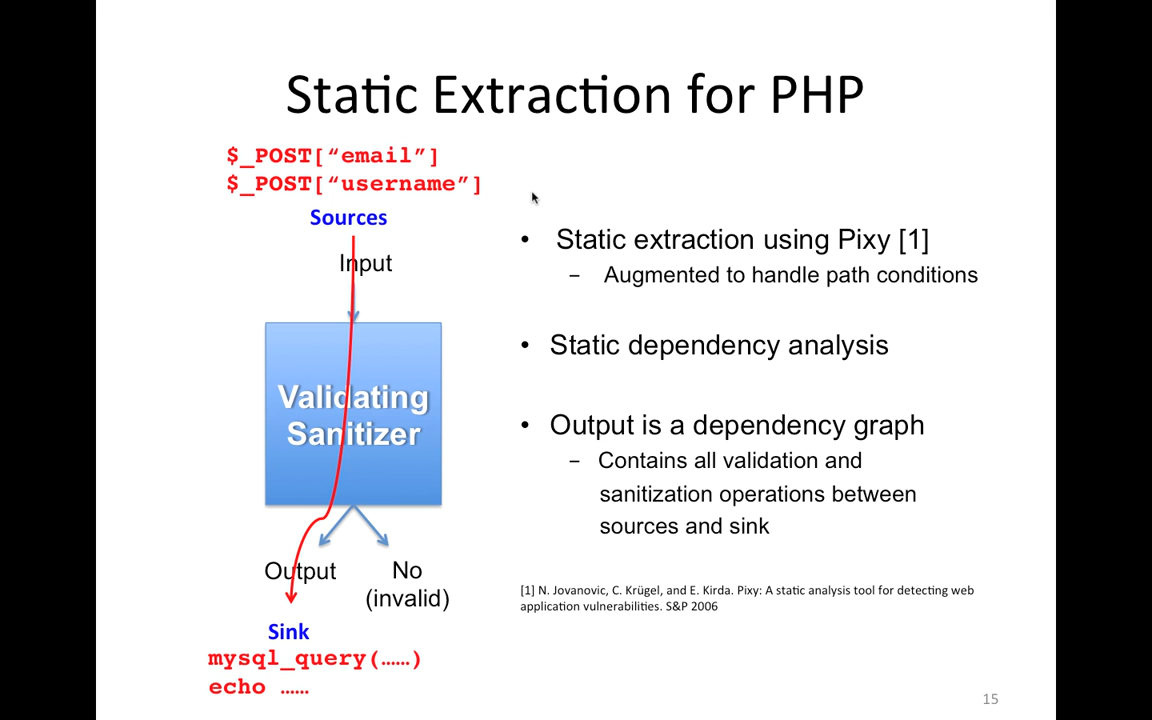 Static Extraction for PHP
$_POST[“email”]
$_POST[“username”]
Sources
Input
Validating
Sanitizer
Output
No
(invalid)
Sink
mysql_query(……)
echo ……
• Static extraction using Pixy [1]
– Augmented to handle path conditions
• Static dependency analysis
• Output is a dependency graph
– Contains all validation and
sanitization operations between
sources and sink
[1] N. Jovanovic, C. Krügel, and E. Kirda. Pixy: A static analysis tool for detecting web
application vulnerabilities. S&P 2006
15